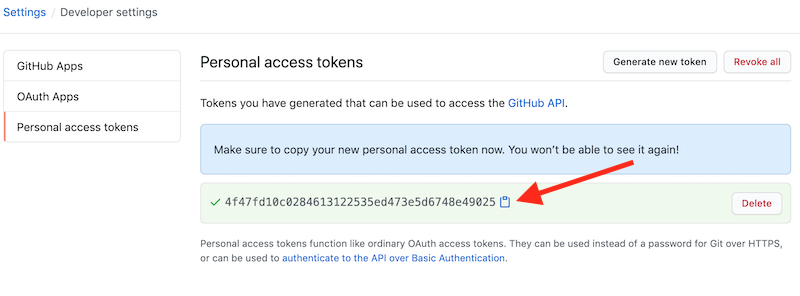 Settings / Developer settings
GitHub Apps
OAuth Apps
Personal access tokens
Personal access tokens
Generate new token
Revoke all
Tokens you have generated that can be used to access the GitHub API.
Make sure to copy your new personal access token now. You won’t be able to see it again!
4f47fd10c0284613122535ed473e5d6748e49025
Delete
Personal access tokens function like ordinary OAuth access tokens. They can be used instead of a password for Git over HTTPS,
or can be used to authenticate to the API over Basic Authentication.